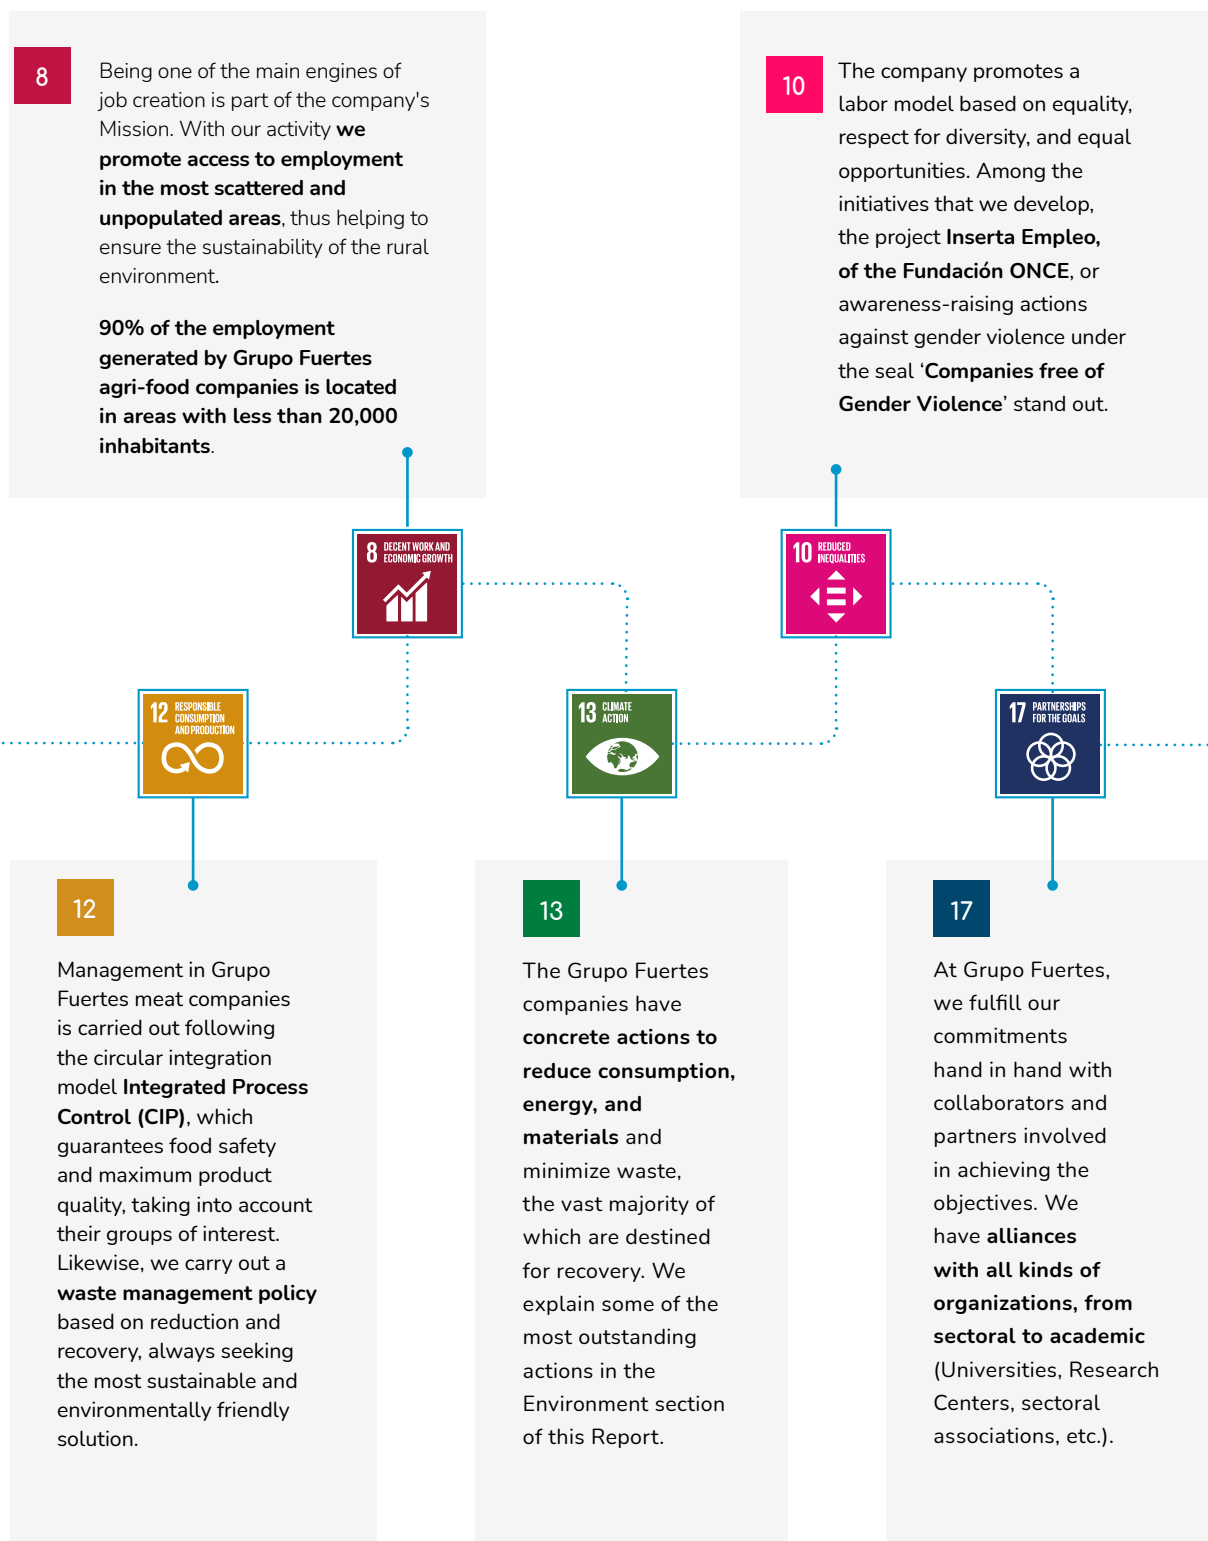 8
Being one of the main engines of
job creation is part of the company's
Mission. With our activity we
promote access to employment
in the most scattered and
unpopulated areas, thus helping to
ensure the sustainability of the rural
environment.
90% of the employment
generated by Grupo Fuertes
agri-food companies is located
in areas with less than 20,000
inhabitants.
10
The company promotes a
labor model based on equality,
respect for diversity, and equal
opportunities. Among the
initiatives that we develop,
the project Inserta Empleo,
of the Fundación ONCE, or
awareness-raising actions
against gender violence under
the seal ‘Companies free of
Gender Violence’ stand out.
8 DECENT WORK AND
ECONOMIC GROWTH
10 REDUCED
INEQUALITIES
12 RESPONSIBLE
CONSUMPTION
AND PRODUCTION
13 CLIMATE
ACTION
17 PARTNERSHIPS
FOR THE GOALS
12
Management in Grupo
Fuertes meat companies
is carried out following
the circular integration
model Integrated Process
Control (CIP), which
guarantees food safety
and maximum product
quality, taking into account
their groups of interest.
Likewise, we carry out a
waste management policy
based on reduction and
recovery, always seeking
the most sustainable and
environmentally friendly
solution.
13
The Grupo Fuertes
companies have
concrete actions to
reduce consumption,
energy, and
materials and
minimize waste,
the vast majority of
which are destined
for recovery. We
explain some of the
most outstanding
actions in the
Environment section
of this Report.
17
At Grupo Fuertes,
we fulfill our
commitments
hand in hand with
collaborators and
partners involved
in achieving the
objectives. We
have alliances
with all kinds of
organizations, from
sectoral to academic
(Universities, Research
Centers, sectoral
associations, etc.).